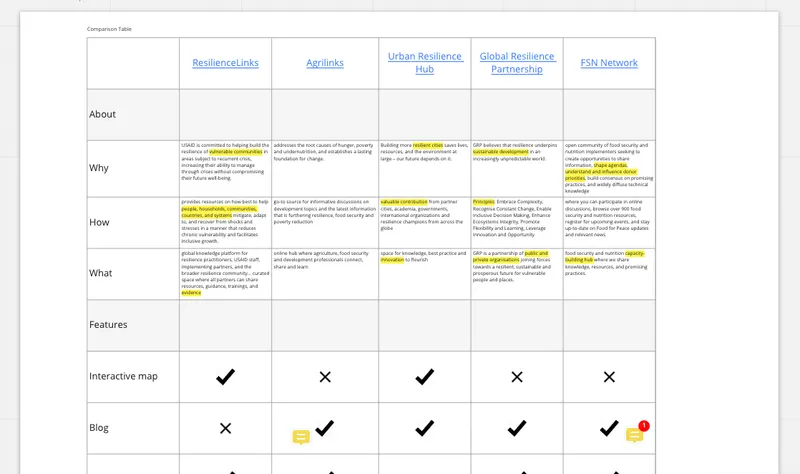 Comparison Table
ResilienceLinks
Agrilinks
Urban Resilience
Hub
Global Resilience
Partnership
FSN Network
About
Why
USAID is committed to helping build the
resilience of vulnerable communities in
areas subject to recurrent crisis,
increasing their ability to manage
through crises without compromising
their future well-being.
addresses the root causes of hunger, poverty
and undernutrition, and establishes a lasting
foundation for change.
Building more resilient cities saves lives,
resources, and the environment at
large – our future depends on it.
GRP believes that resilience underpins
sustainable development in an
increasingly unpredictable world.
open community of food security and
nutrition implementers seeking to
create opportunities to share
information, shape agendas,
understand and influence donor
priorities, build consensus on promising
practices, and widely diffuse technical
knowledge
How
provides resources on how best to help
people, households, communities,
countries, and systems mitigate, adapt
to, and recover from shocks and
stresses in a manner that reduces
chronic vulnerability and facilitates
inclusive growth.
go-to source for informative discussions on
development topics and the latest information
that is furthering resilience, food security and
poverty reduction
valuable contribution from partner
cities, academia, governments,
international organizations and
resilience champions from across the
globe
Principles: Embrace Complexity,
Recognise Constant Change, Enable
Inclusive Decision Making, Enhance
Ecosystems Integrity, Promote
Flexibility and Learning, Leverage
Innovation and Opportunity
where you can participate in online
discussions, browse over 900 food
security and nutrition resources,
register for upcoming events, and stay
up-to-date on Food for Peace updates
and relevant news.
What
global knowledge platform for
resilience practitioners, USAID staff,
implementing partners, and the
broader resilience community... curated
space where all partners can share
resources, guidance, trainings, and
evidence
online hub where agriculture, food security
and development professionals connect,
share and learn
space for knowledge, best practice and
innovation to flourish
GRP is a partnership of public and
private organisations joining forces
towards a resilient, sustainable and
prosperous future for vulnerable
people and places.
food security and nutrition capacity-
building hub where we share
knowledge, resources, and promising
practices.
Features
Interactive map
Blog
1